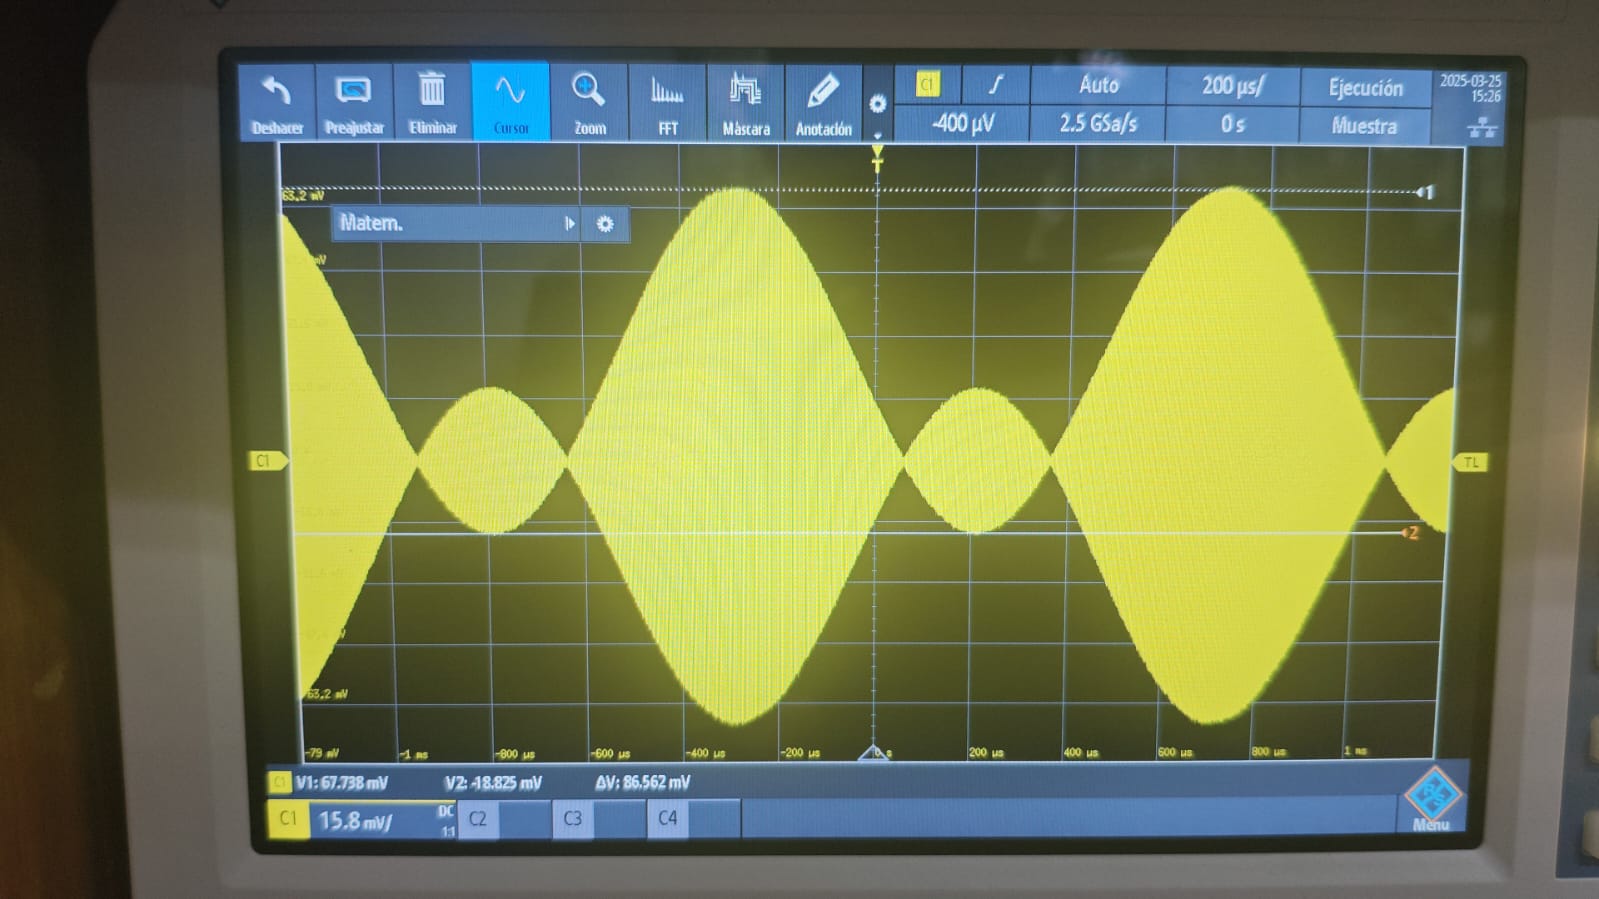 Deshacer Preajustar Eliminar Cursor Zoom FFT Máscara Anotación
C1 Auto 200 µs/ Ejecución
-400 µV 2.5 GSa/s 0 s Muestra
2025-03-25
15:26
T
63,2 mV
1
Matem.
mV
C1
TL
2
-63,2 mV
-79 mV -1 ms -800 µs -600 µs -400 µs -200 µs 0 s 200 µs 400 µs 600 µs 800 µs 1 ms
C1 V1: 67.738 mV V2: -18.825 mV ΔV: 86.562 mV
C1 15.8 mV/ DC 1:1 C2 C3 C4
Menu